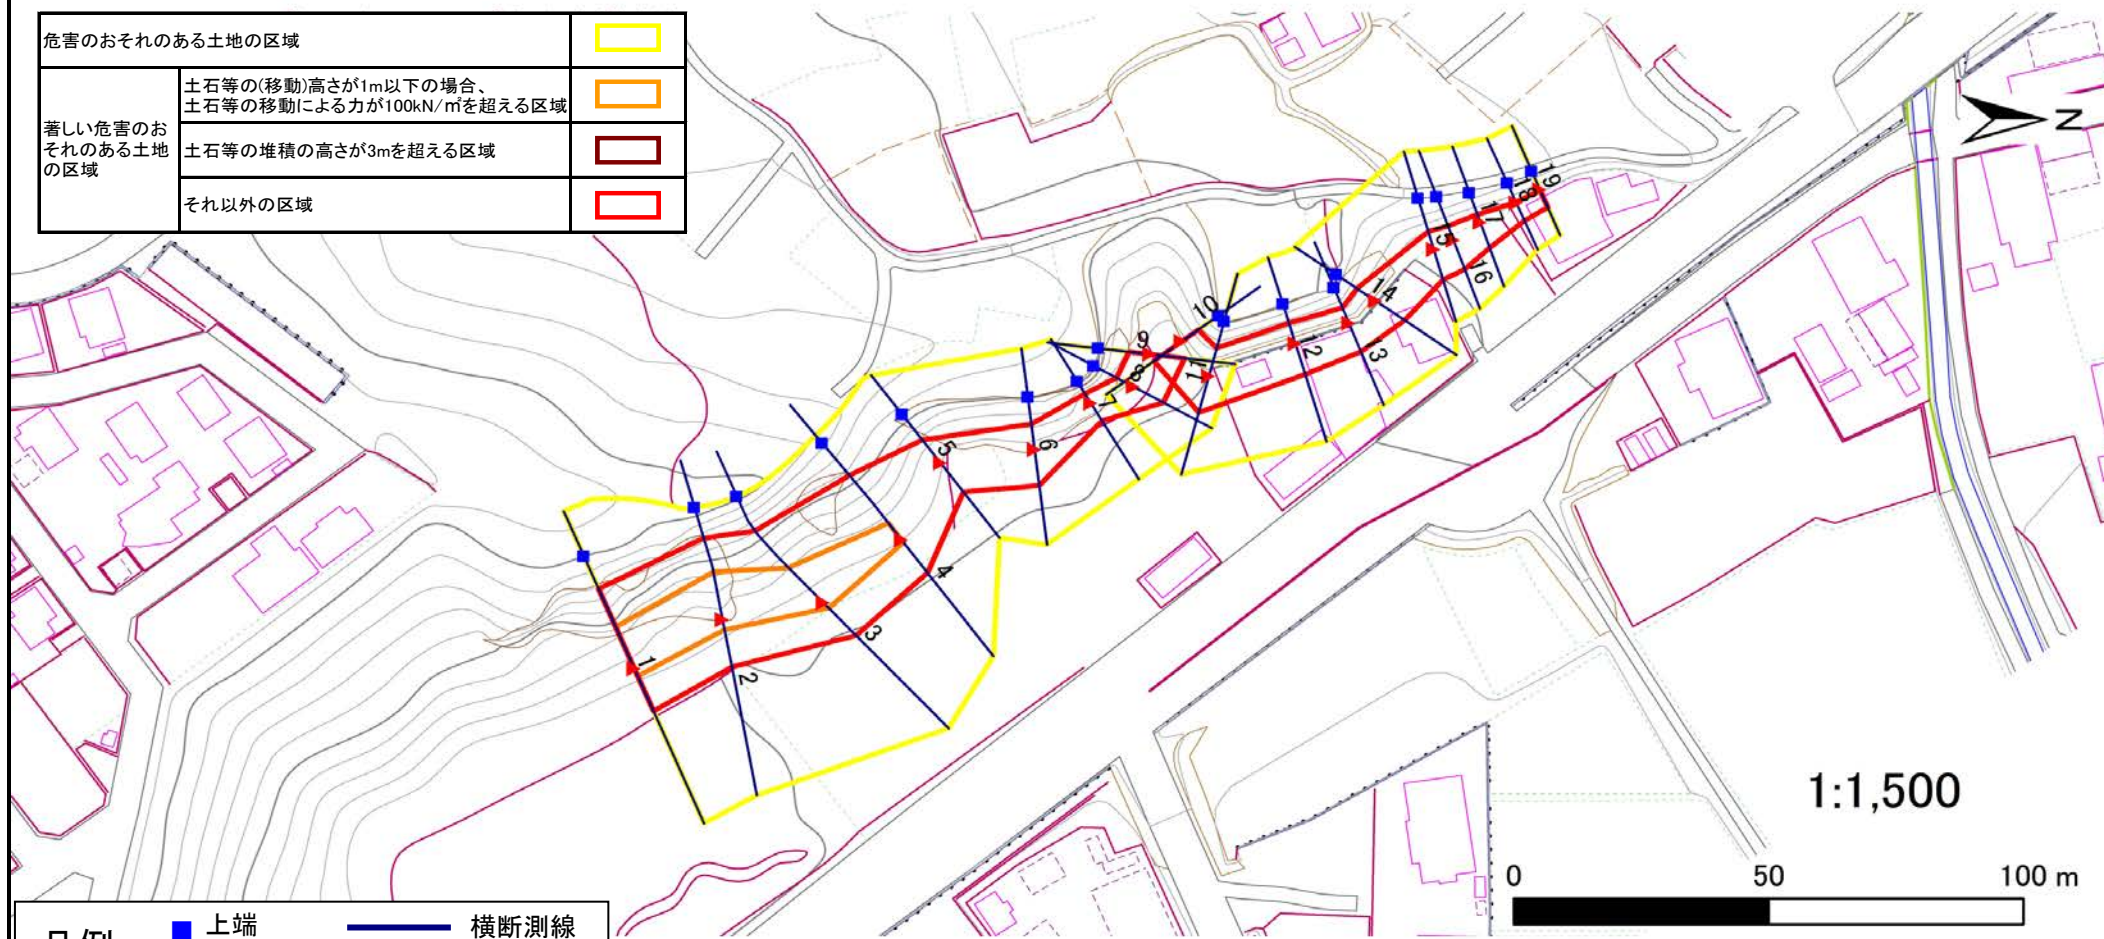 危害のおそれのある土地の区域
著しい危害のお
それのある土地
の区域
土石等の(移動)高さが1m以下の場合、
土石等の移動による力が100kN/㎡を超える区域
土石等の堆積の高さが3mを超える区域
それ以外の区域
N
1
2
3
4
5
6
7
8
9
10
11
12
13
14
15
16
17
18
19
1:1,500
0 50 100 m
凡例
上端
横断測線